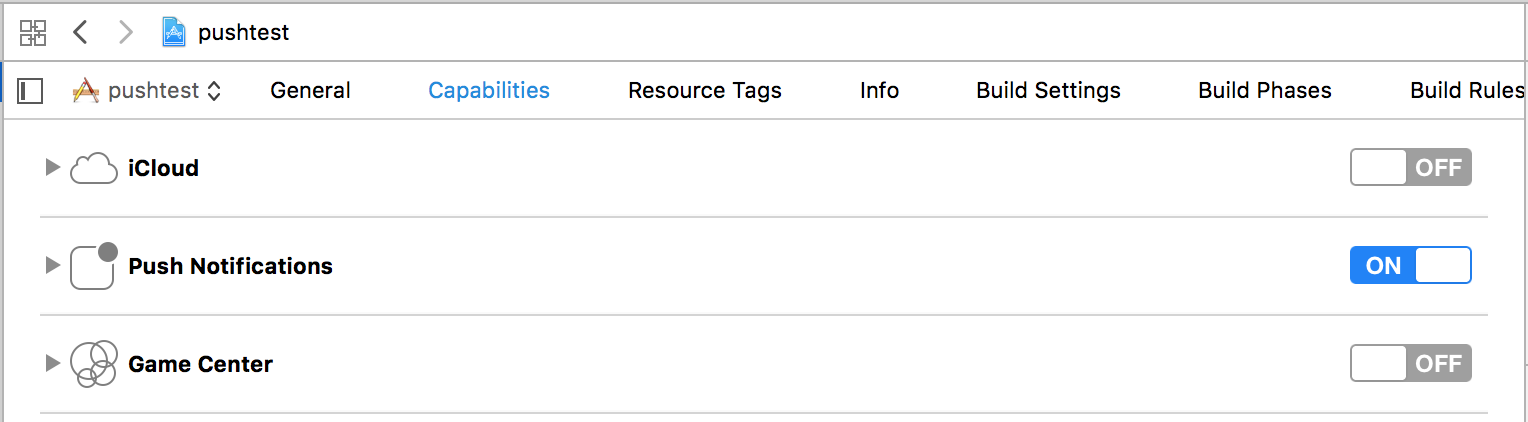 pushtest
pushtest General Capabilities Resource Tags Info Build Settings Build Phases Build Rules
iCloud OFF
Push Notifications ON
Game Center OFF